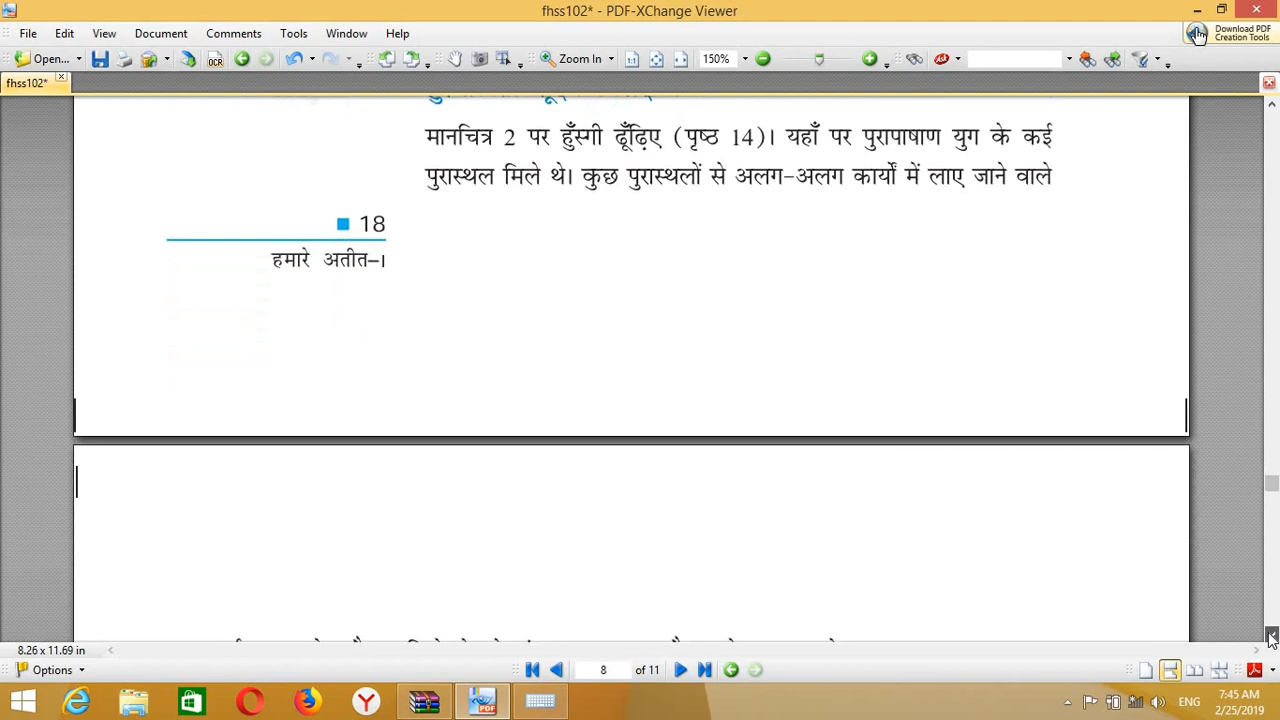 fhss102* - PDF-XChange Viewer
File Edit View Document Comments Tools Window Help
Download PDF
Creation Tools
Open... OCR Zoom In 150%
fhss102*
मानचित्र 2 पर हुँस्गी ढूँढ़िए (पृष्ठ 14)। यहाँ पर पुरापाषाण युग के कई
पुरास्थल मिले थे। कुछ पुरास्थलों से अलग-अलग कार्यों में लाए जाने वाले
18
हमारे अतीत-।
8.26 x 11.69 in
Options 8 of 11
ENG
7:45 AM
2/25/2019